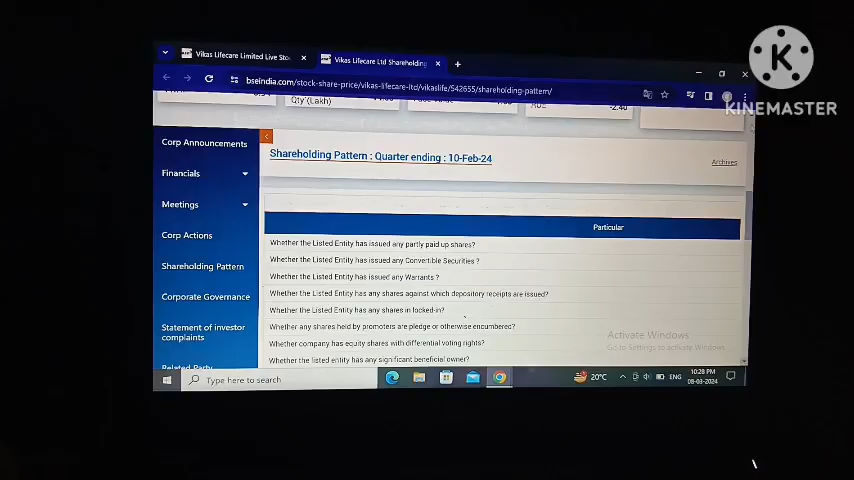 Vikas Lifecare Limited Live Sto
Vikas Lifecare Ltd Shareholding
bseindia.com/stock-share-price/vikas-lifecare-ltd/vikaslife/542655/shareholding-pattern/
KINEMASTER
Qty'(Lakh)
-2.40
Corp Announcements
Shareholding Pattern : Quarter ending : 10-Feb-24
Archives
Financials
Meetings
Corp Actions
Shareholding Pattern
Corporate Governance
Statement of investor
complaints
Related Party
Particular
Whether the Listed Entity has issued any partly paid up shares?
Whether the Listed Entity has issued any Convertible Securities ?
Whether the Listed Entity has issued any Warrants ?
Whether the Listed Entity has any shares against which depository receipts are issued?
Whether the Listed Entity has any shares in locked-in?
Whether any shares held by promoters are pledge or otherwise encumbered?
Whether company has equity shares with differential voting rights?
Whether the listed entity has any significant beneficial owner?
Activate Windows
Go to Settings to activate Windows.
Type here to search
20°C
ENG
10:28 PM
08-03-2024